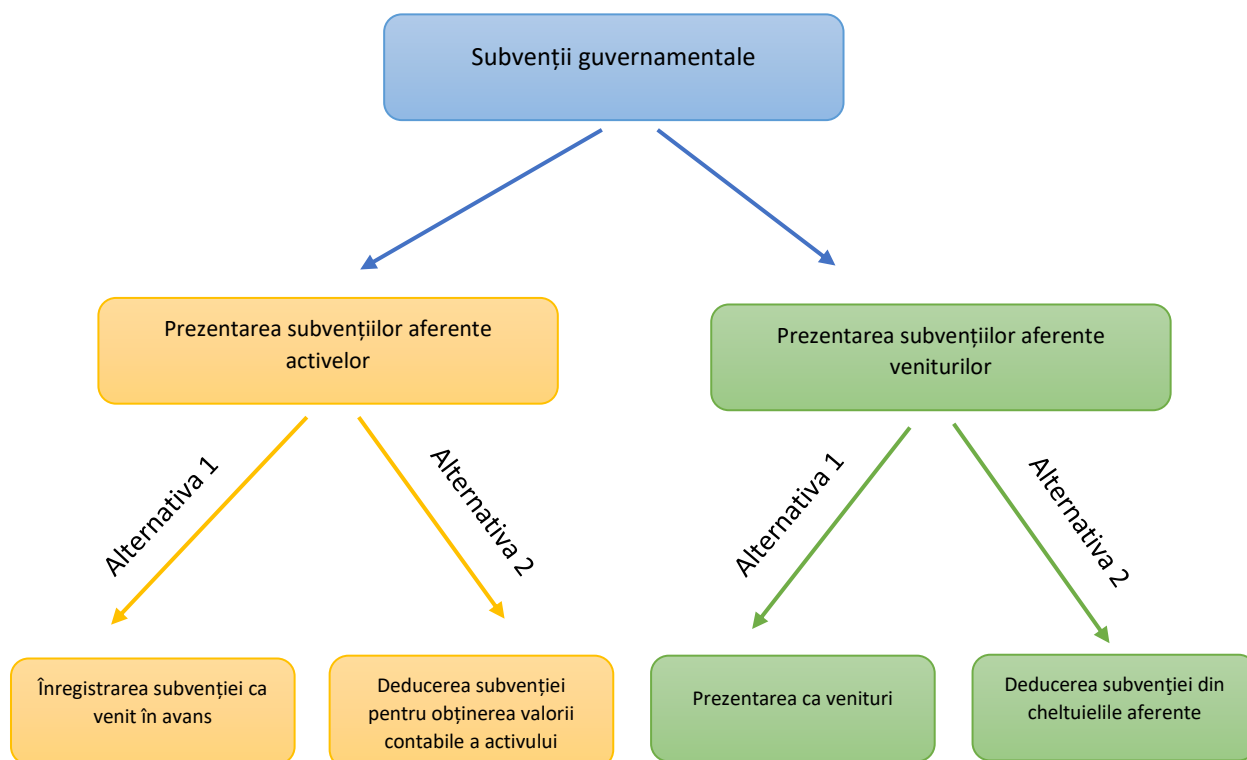 Subvenții guvernamentale
Prezentarea subvențiilor aferente
activelor
Prezentarea subvențiilor aferente
veniturilor
Alternativa 1
Alternativa 2
Alternativa 1
Alternativa 2
Înregistrarea subvenției ca
venit în avans
Deducerea subvenției
pentru obținerea valorii
contabile a activului
Prezentarea ca venituri
Deducerea subvenţiei din
cheltuielile aferente